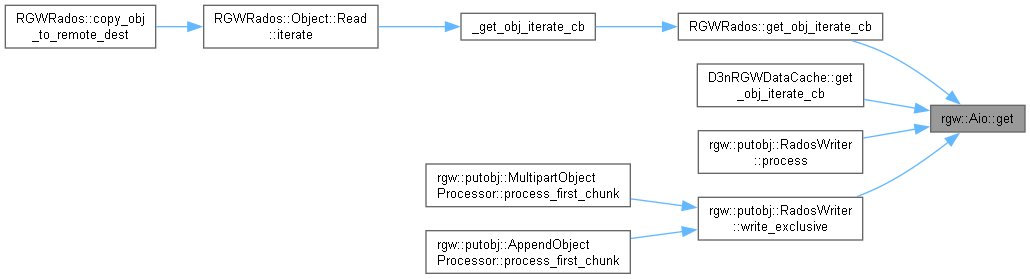 RGWRados::copy_obj
_to_remote_dest
RGWRados::Object::Read
::iterate
_get_obj_iterate_cb
RGWRados::get_obj_iterate_cb
D3nRGWDataCache::get
_obj_iterate_cb
rgw::Aio::get
rgw::putobj::RadosWriter
::process
rgw::putobj::MultipartObject
Processor::process_first_chunk
rgw::putobj::RadosWriter
::write_exclusive
rgw::putobj::AppendObject
Processor::process_first_chunk